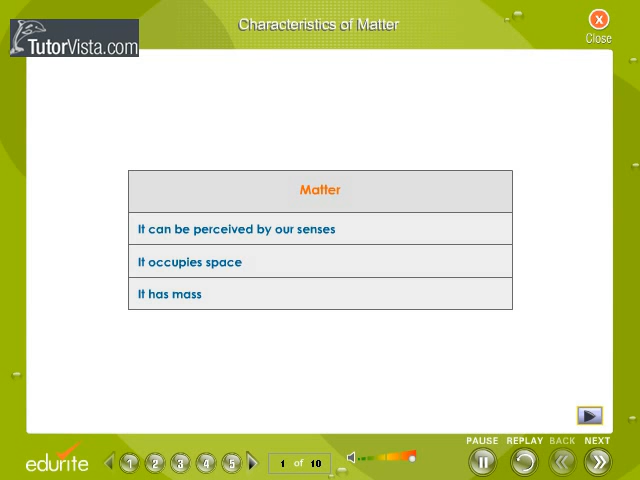 Characteristics of Matter
x
Close
TutorVista.com
Matter
It can be perceived by our senses
It occupies space
It has mass
PAUSE REPLAY BACK NEXT
edurite
1 2 3 4 5
1 of 10